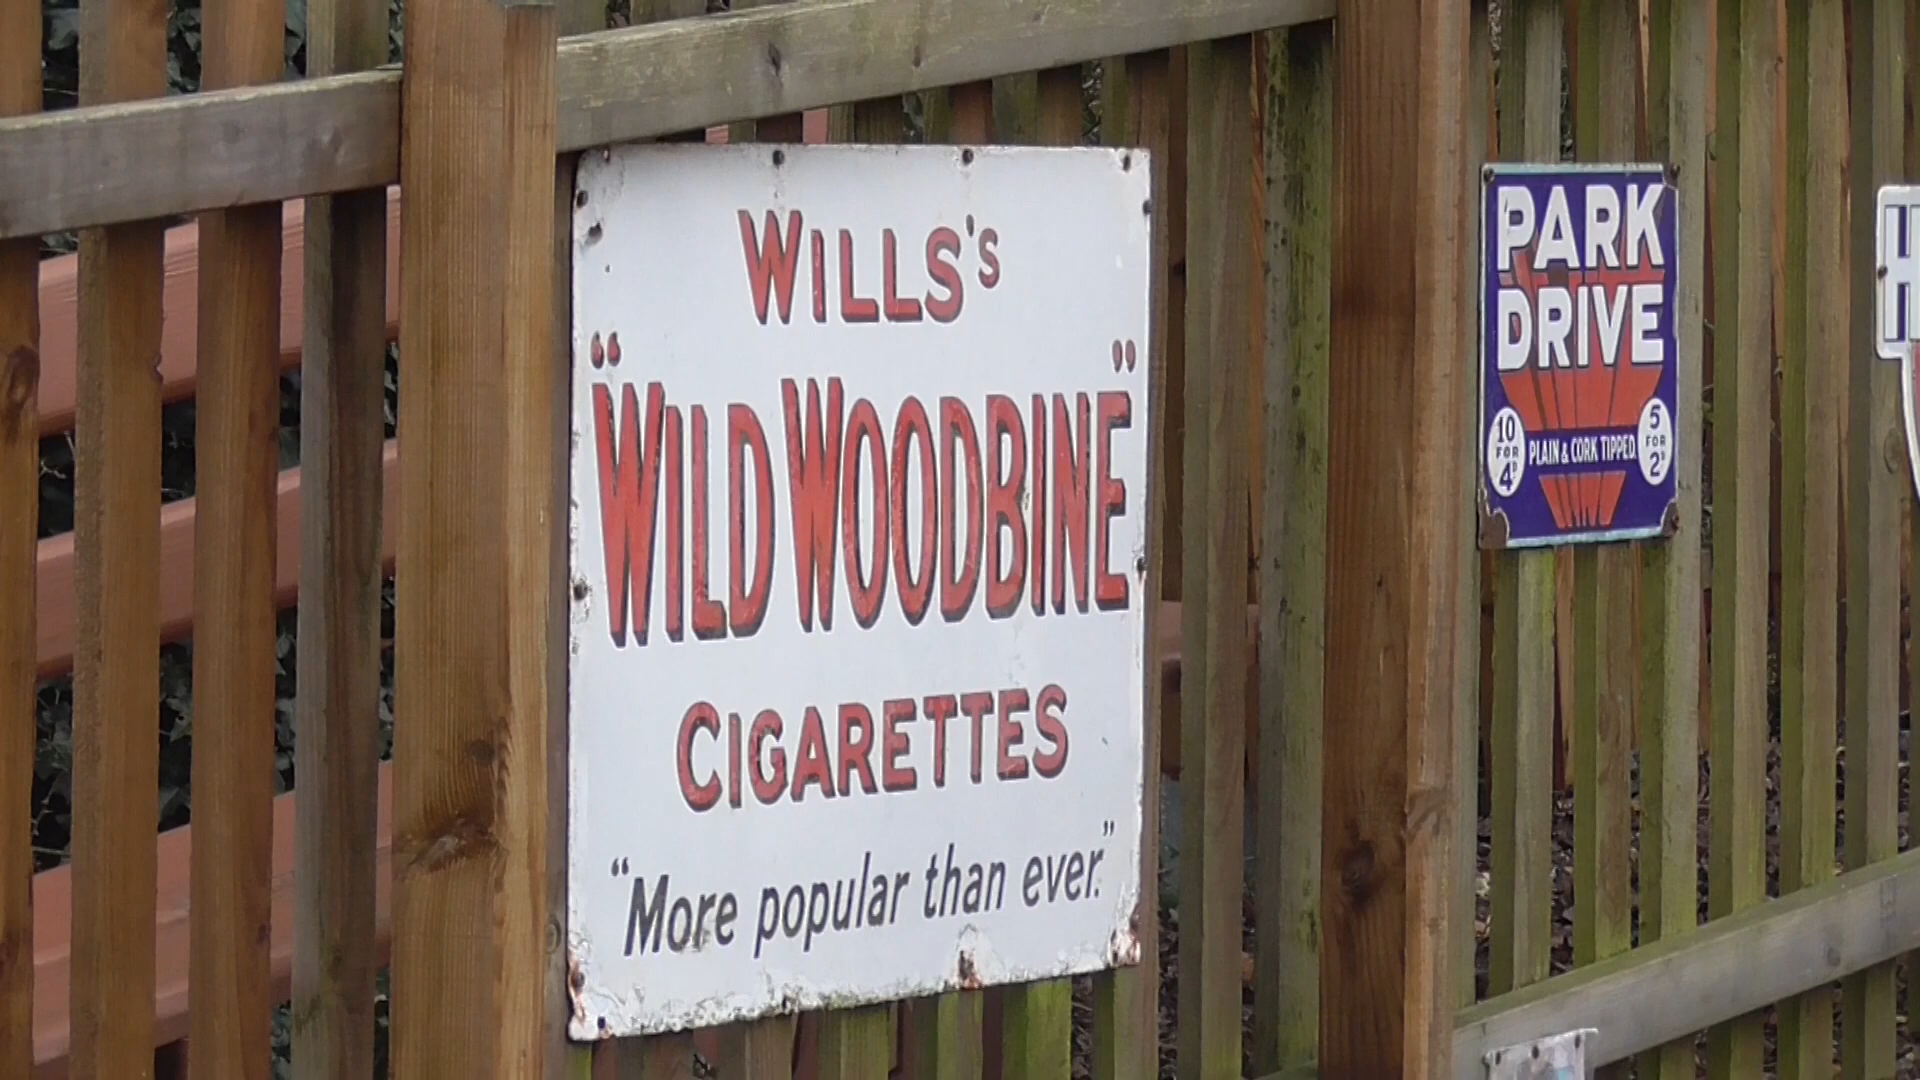 WILLS's
"WILD WOODBINE"
CIGARETTES
"More popular than ever."
PARK
DRIVE
10
FOR
4D
PLAIN & CORK TIPPED.
5
FOR
2D
H